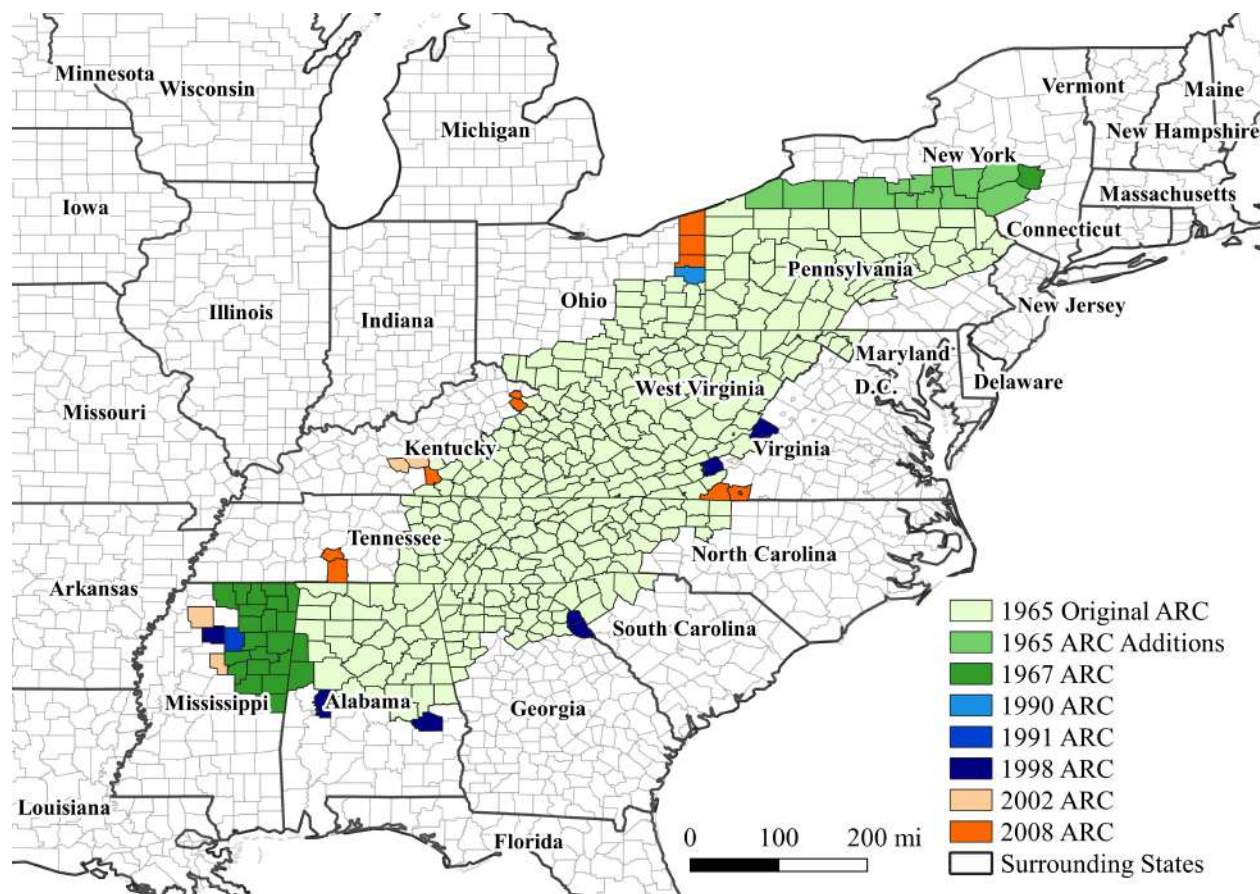 Minnesota
Wisconsin
Michigan
Vermont
Maine
New Hampshire
New York
Massachusetts
Iowa
Connecticut
Pennsylvania
Ohio
New Jersey
Illinois
Indiana
Maryland
West Virginia
D.C.
Delaware
Missouri
Kentucky
Virginia
Tennessee
North Carolina
Arkansas
South Carolina
Mississippi
Alabama
Georgia
Louisiana
Florida
1965 Original ARC
1965 ARC Additions
1967 ARC
1990 ARC
1991 ARC
1998 ARC
2002 ARC
2008 ARC
Surrounding States
0 100 200 mi